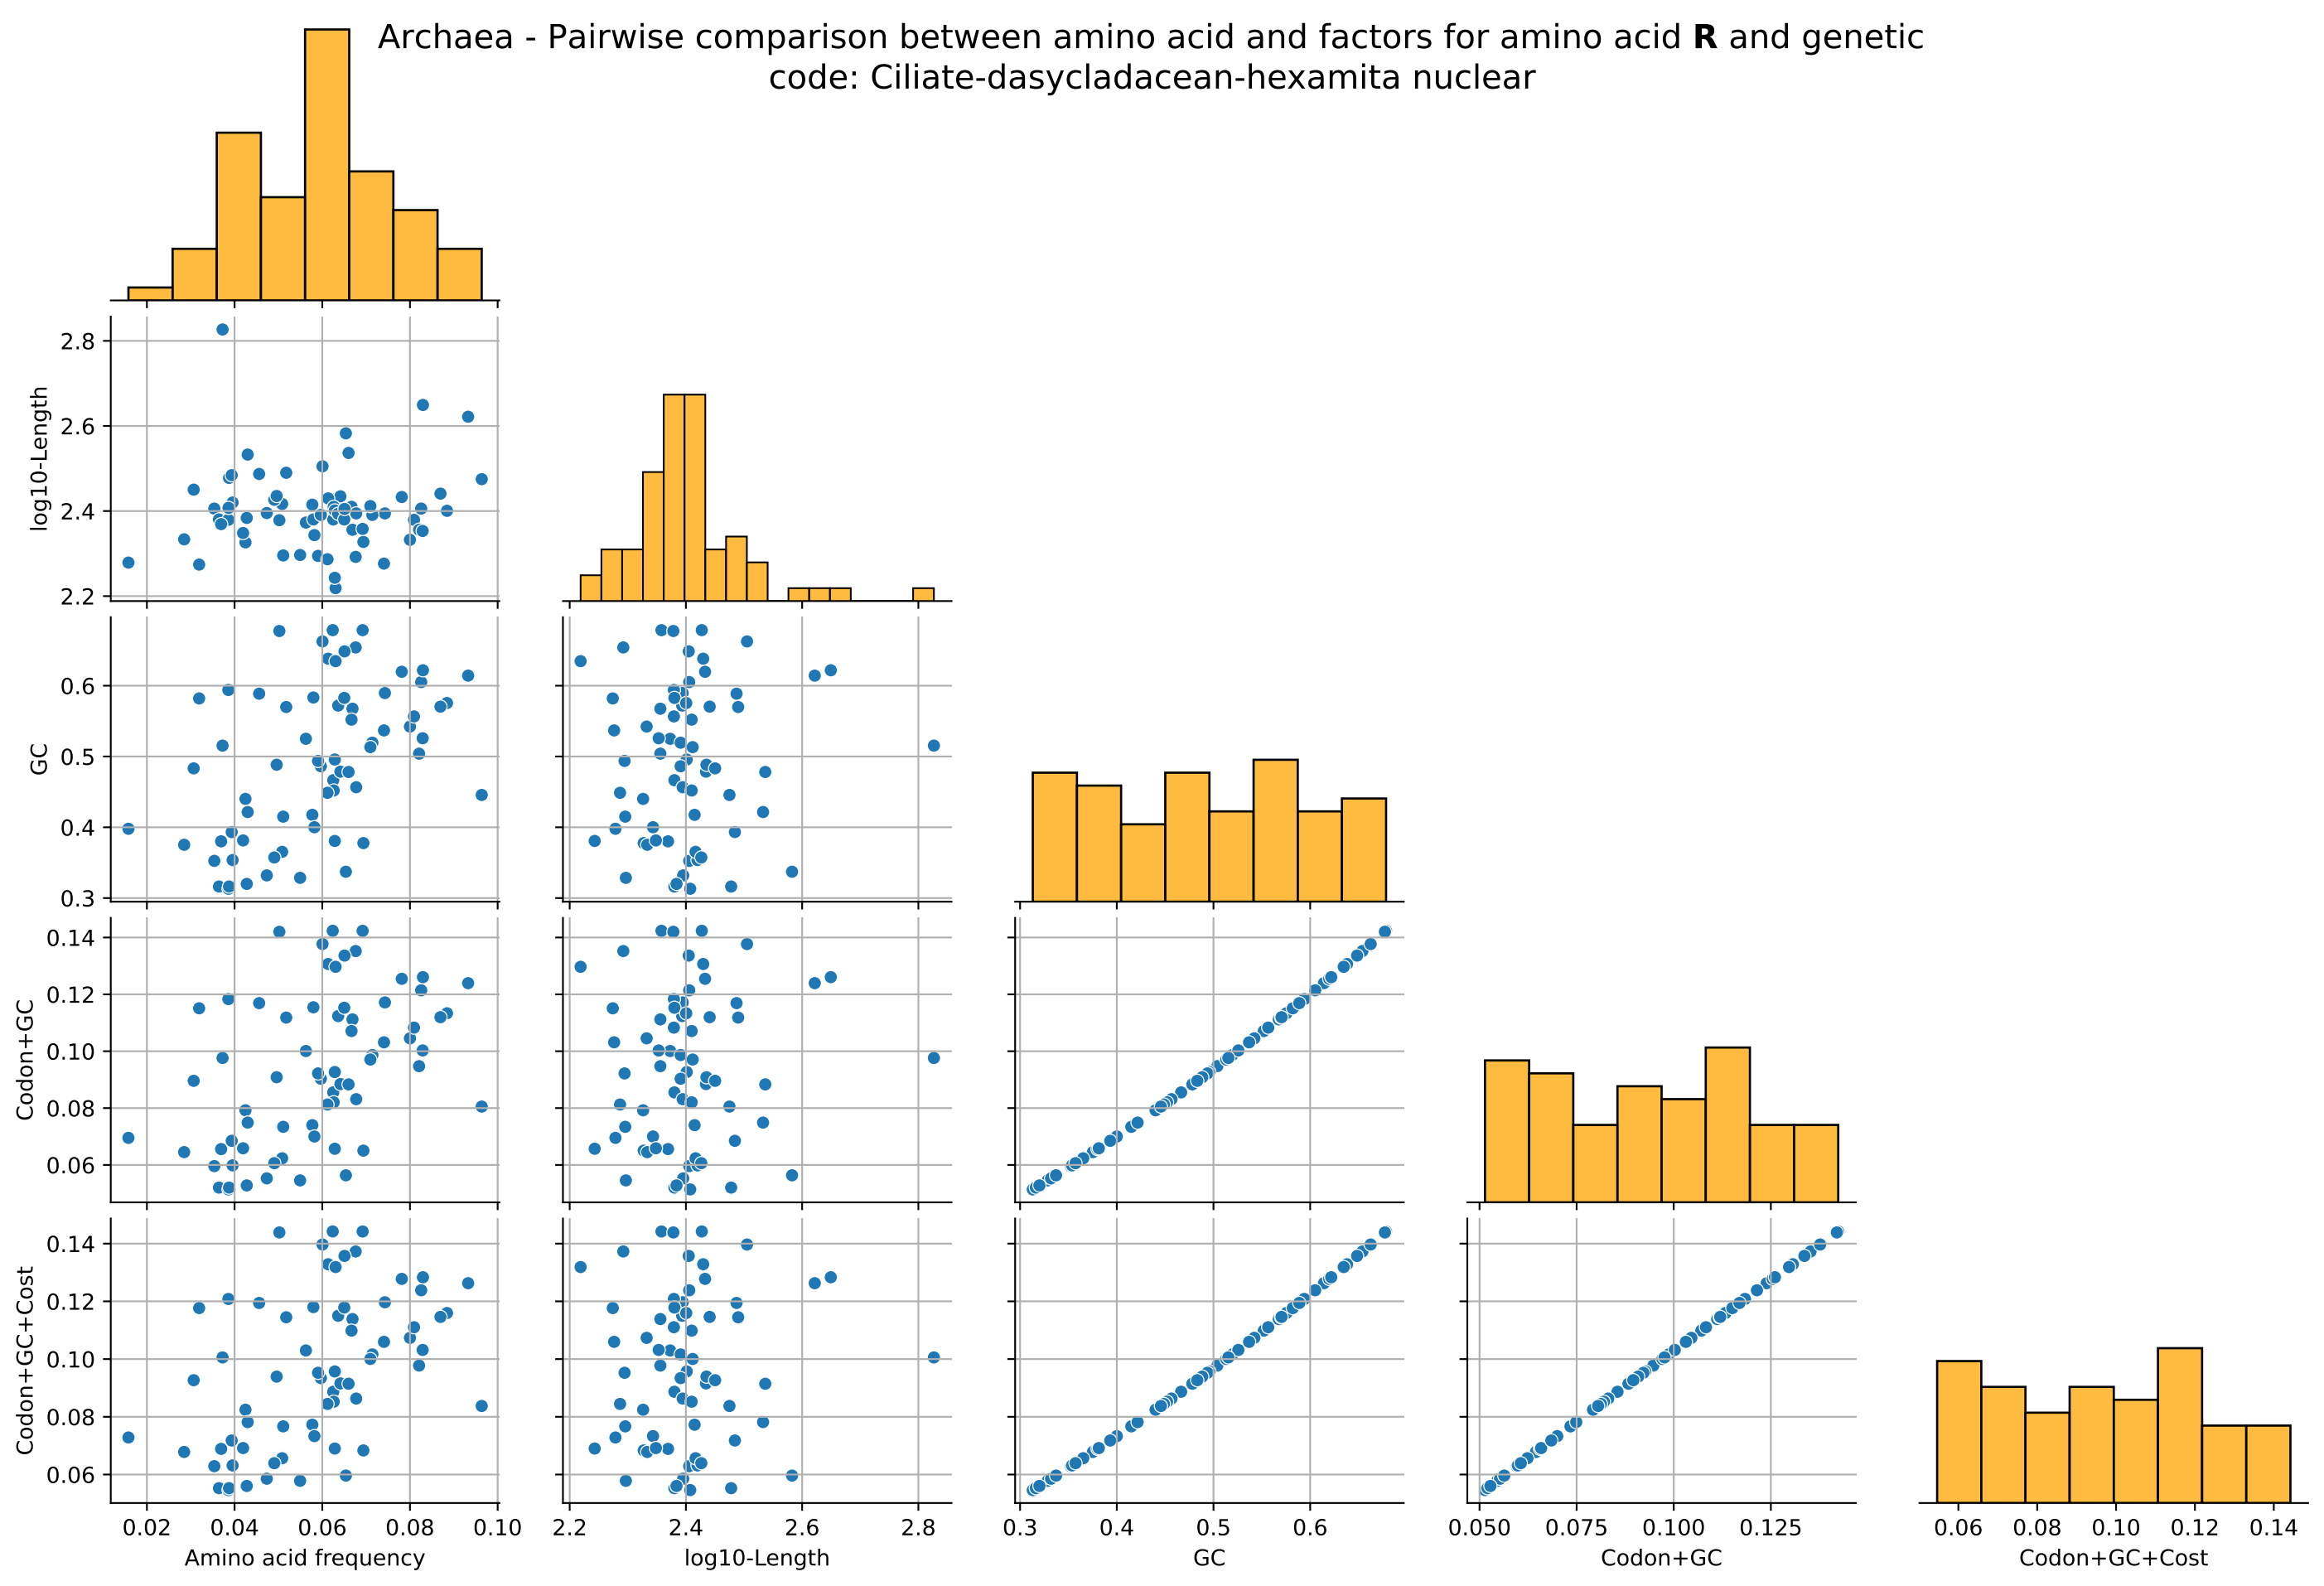 Archaea - Pairwise comparison between amino acid and factors for amino acid R and genetic
code: Ciliate-dasycladacean-hexamita nuclear
2.8
2.6
2.4
2.2
log10-Length
0.6
0.5
0.4
0.3
GC
0.14
0.12
0.10
0.08
0.06
Codon+GC
0.14
0.12
0.10
0.08
0.06
Codon+GC+Cost
0.02 0.04 0.06 0.08 0.10 2.2 2.4 2.6 2.8 0.3 0.4 0.5 0.6 0.050 0.075 0.100 0.125 0.06 0.08 0.10 0.12 0.14
Amino acid frequency log10-Length GC Codon+GC Codon+GC+Cost